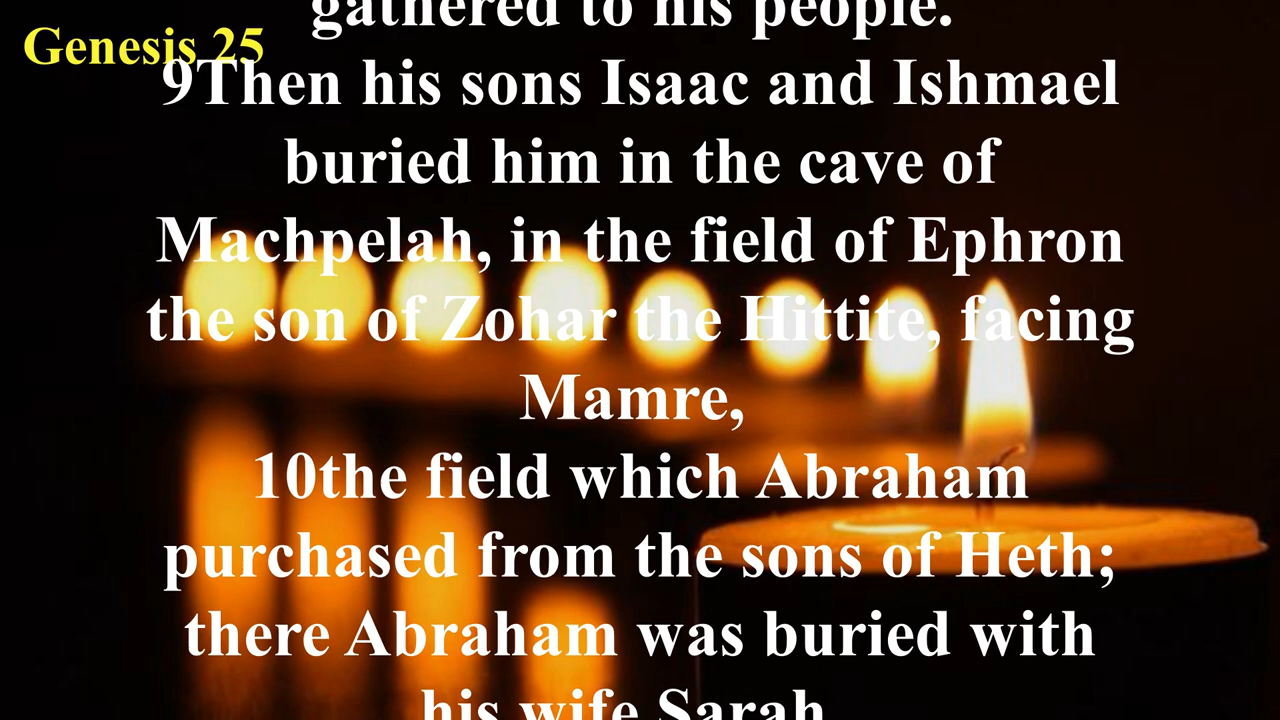 gathered to his people.
Genesis 25
9Then his sons Isaac and Ishmael
buried him in the cave of
Machpelah, in the field of Ephron
the son of Zohar the Hittite, facing
Mamre,
10the field which Abraham
purchased from the sons of Heth;
there Abraham was buried with
his wife Sarah